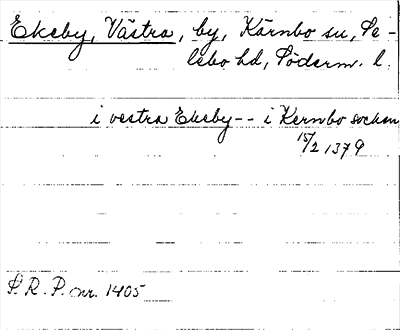 Ekeby, Västra, by, Kärnbo sn, Se-
lebo hd, Söderm. l.
i vestra Ekeby-- i Kernbo socken
15/2 1379
S. R. P. nr. 1405